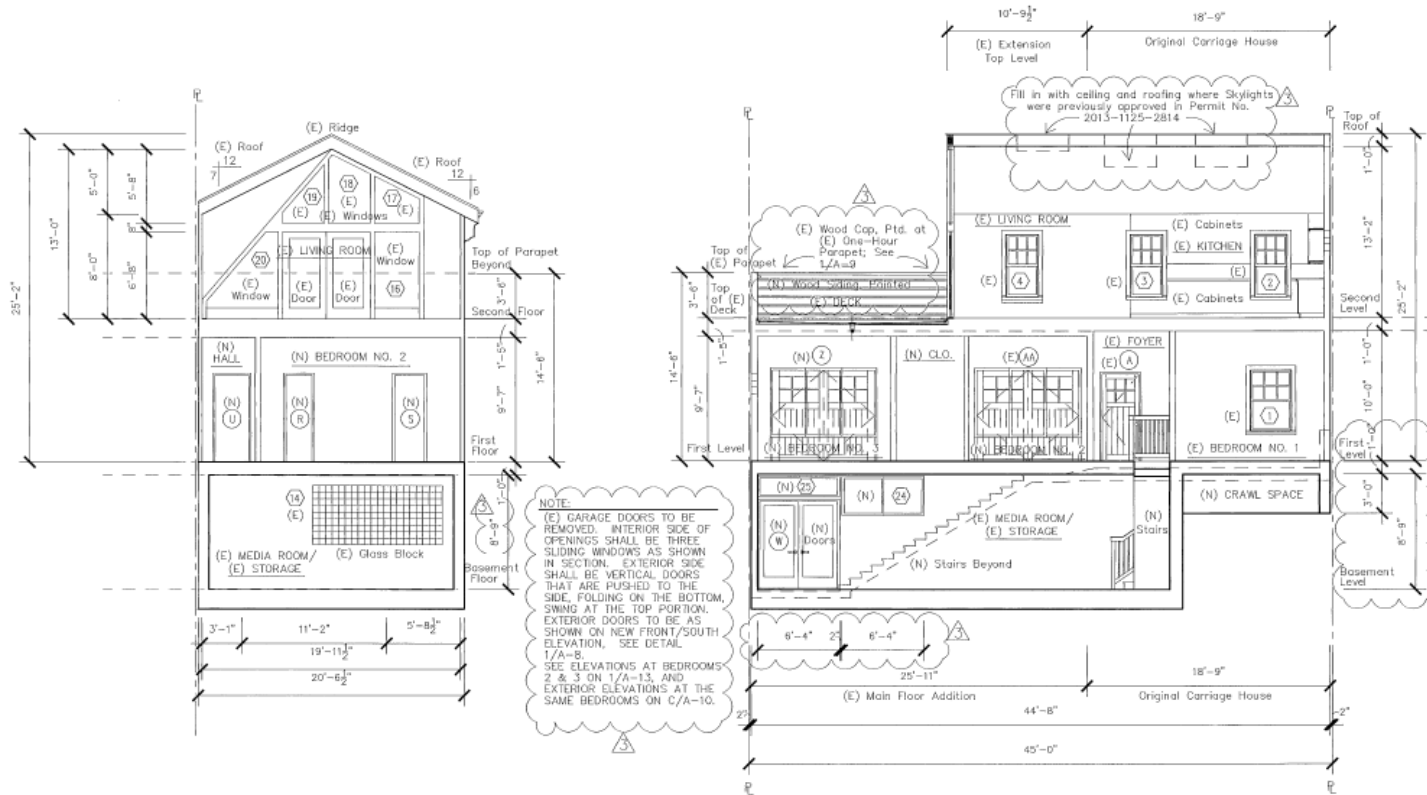 10'-9½"
18'-9"
(E) Extension
Top Level
Original Carriage House
Fill in with ceiling and roofing where Skylights
were previously approved in Permit No.
2013-1125-2814
3
Top of
Roof
(E) Ridge
(E) Roof
12
7
(E) Roof
12
6
19
(E)
18
(E)
17
(E)
(E) Windows
20
(E)
Window
(E) LIVING ROOM
(E)
Door
(E)
Door
(E)
Window
16
25'-2"
13'-0"
5'-0"
8'-0"
5'-8"
8"
6'-8"
Top of Parapet
Beyond
3'-6"
Second Floor
1'-5"
14'-6"
9'-7"
First
Floor
(N)
HALL
(N) BEDROOM NO. 2
(N)
U
(N)
R
(N)
S
14
(E)
(E) Glass Block
(E) MEDIA ROOM/
(E) STORAGE
3
1'-0"
8'-9"
Basement
Floor
3'-1"
11'-2"
5'-8½"
19'-11½"
20'-6½"
NOTE:
(E) GARAGE DOORS TO BE
REMOVED. INTERIOR SIDE OF
OPENINGS SHALL BE THREE
SLIDING WINDOWS AS SHOWN
IN SECTION. EXTERIOR SIDE
SHALL BE VERTICAL DOORS
THAT ARE PUSHED TO THE
SIDE, FOLDING ON THE BOTTOM,
SWING AT THE TOP PORTION.
EXTERIOR DOORS TO BE AS
SHOWN ON NEW FRONT/SOUTH
ELEVATION, SEE DETAIL
1/A-8.
SEE ELEVATIONS AT BEDROOMS
2 & 3 ON 1/A-13, AND
EXTERIOR ELEVATIONS AT THE
SAME BEDROOMS ON C/A-10.
3
3
(E) Wood Cap, Ptd. at
(E) One-Hour
Parapet; See
1/A-9
(N) Wood Siding, Painted
(E) DECK
Top of
(E) Parapet
3'-6"
Top
of (E)
Deck
1'-5"
14'-6"
9'-7"
First Level
(E) LIVING ROOM
(E)
4
3
(E)
2
(E) Cabinets
(E) KITCHEN
(E) Cabinets
1'-0"
13'-2"
25'-2"
Second
Level
1'-0"
10'-0"
First
Level
1'-0"
3'-0"
8'-9"
Basement
Level
(N)
Z
(N) CLO.
(E)
AA
(E) FOYER
(E)
A
(E)
1
(N) BEDROOM NO. 3
(N) BEDROOM NO. 2
(E) BEDROOM NO. 1
(N)
25
(N)
24
(N)
W
(N)
Doors
(E) MEDIA ROOM/
(E) STORAGE
(N) Stairs Beyond
(N)
Stairs
(N) CRAWL SPACE
6'-4"
2"
6'-4"
3
25'-11"
18'-9"
(E) Main Floor Addition
Original Carriage House
2"
44'-8"
2"
45'-0"